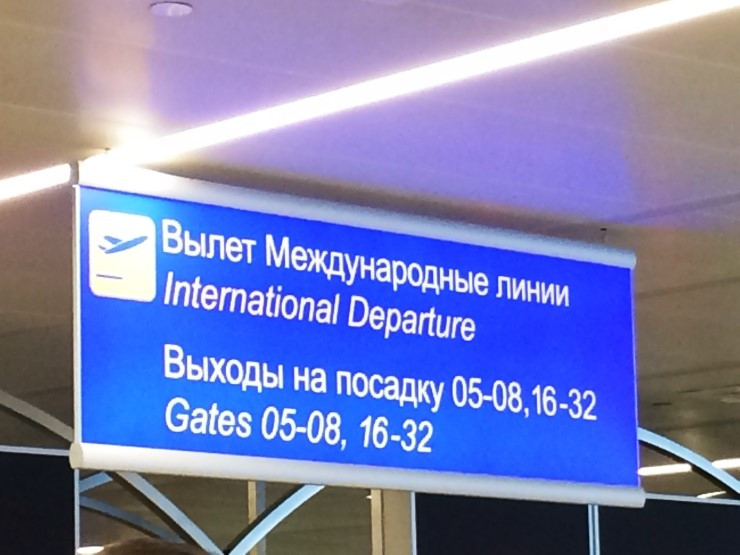 Вылет Международные линии
International Departure
Выходы на посадку 05-08,16-32
Gates 05-08, 16-32